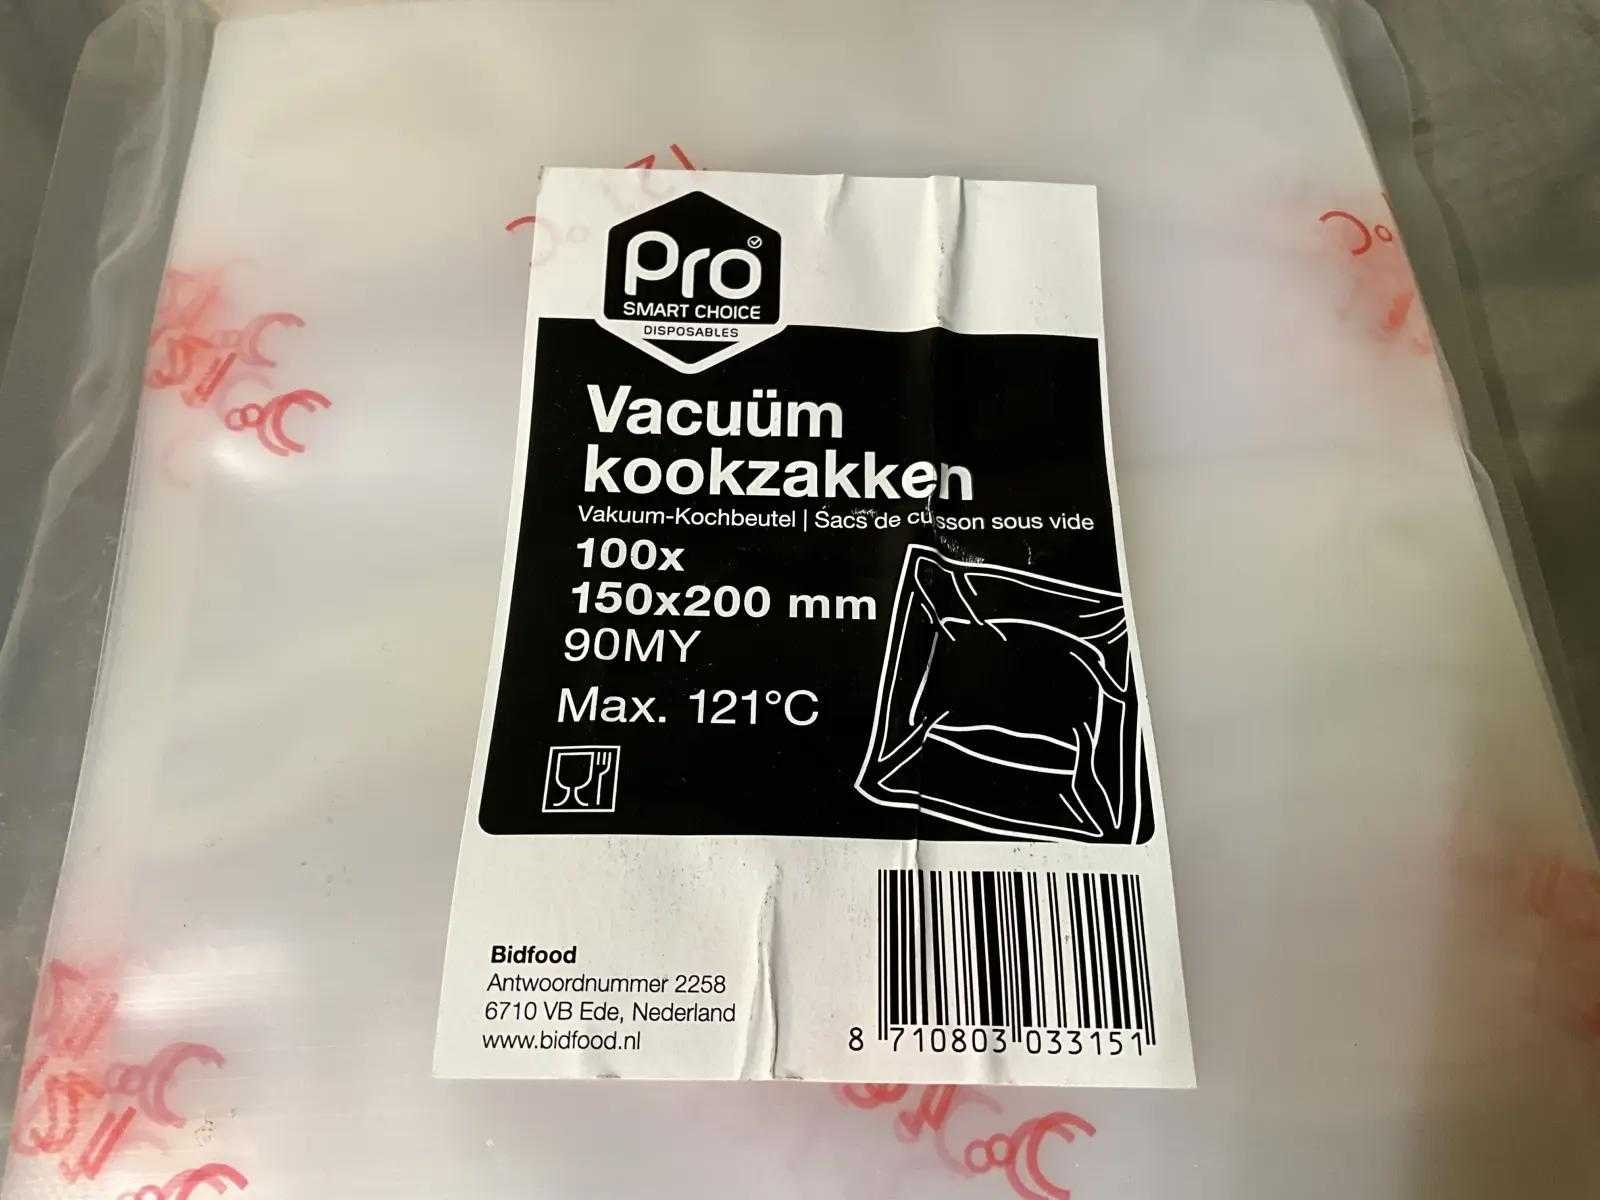 Pro
SMART CHOICE
DISPOSABLES
Vacuüm
kookzakken
Vakuum-Kochbeutel | Sacs de cuisson sous vide
100x
150x200 mm
90MY
Max. 121°C
Bidfood
Antwoordnummer 2258
6710 VB Ede, Nederland
www.bidfood.nl
8 710803 033151